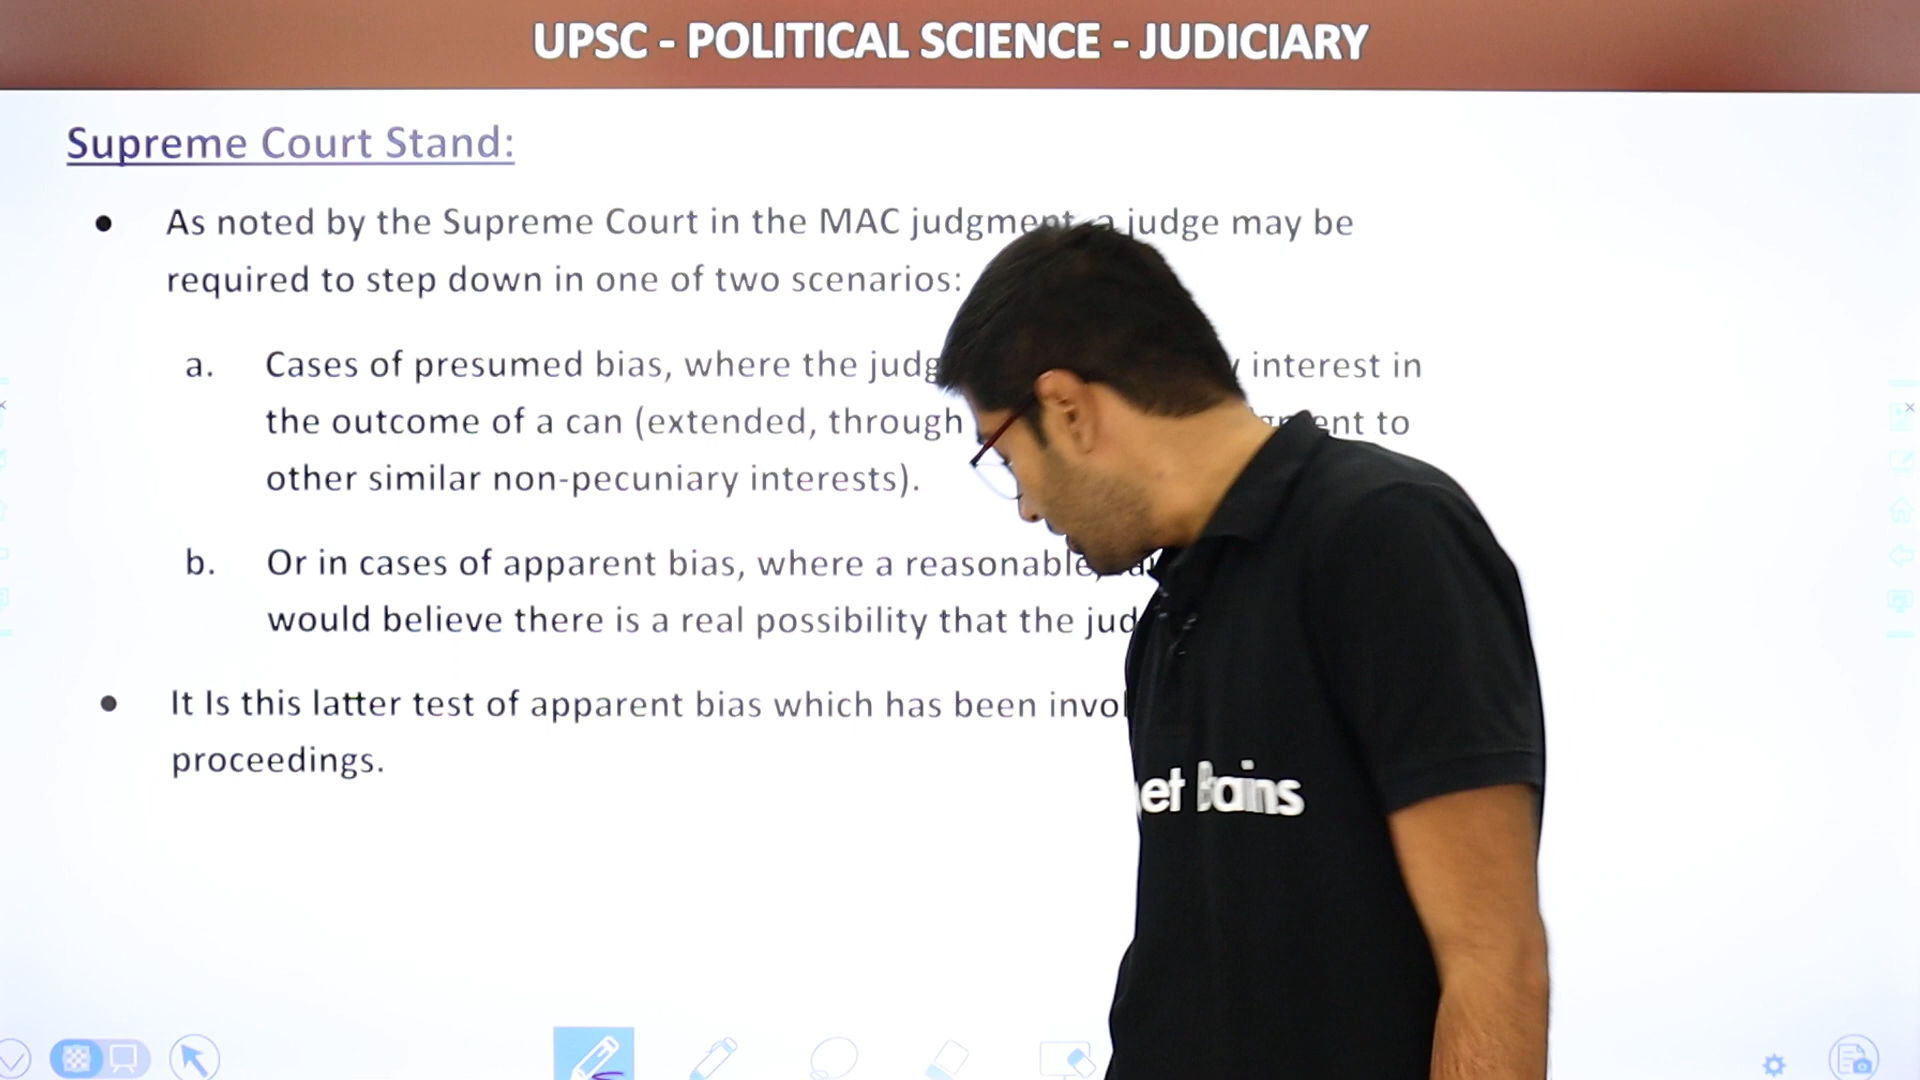 UPSC - POLITICAL SCIENCE - JUDICIARY
Supreme Court Stand:
As noted by the Supreme Court in the MAC judgment, a judge may be
required to step down in one of two scenarios:
a. Cases of presumed bias, where the interest in
the outcome of a can (extended, through to
other similar non-pecuniary interests).
b. Or in cases of apparent bias, where a reasonable,
would believe there is a real possibility that the
It Is this latter test of apparent bias which has been
proceedings.
et Brains